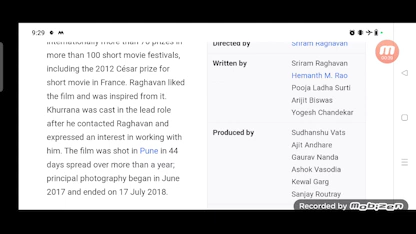 9:29
internationally more than 70 prizes in
more than 100 short movie festivals,
including the 2012 César prize for
short movie in France. Raghavan liked
the film and was inspired from it.
Khurrana was cast in the lead role
after he contacted Raghavan and
expressed an interest in working with
him. The film was shot in Pune in 44
days spread over more than a year,
principal photography began in June
2017 and ended on 17 July 2018.
Directed by Sriram Raghavan
Written by Sriram Raghavan
Hemanth M. Rao
Pooja Ladha Surti
Arijit Biswas
Yogesh Chandekar
Produced by Sudhanshu Vats
Ajit Andhare
Gaurav Nanda
Ashok Vasodia
Kewal Garg
Sanjay Routray
Recorded by Mobizen